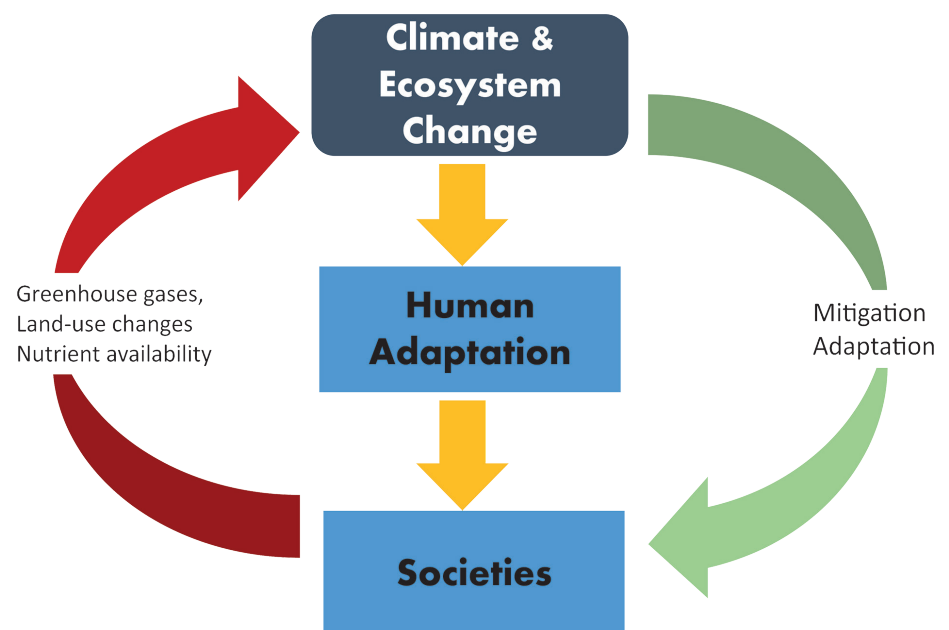 Climate &
Ecosystem
Change
Greenhouse gases,
Land-use changes
Nutrient availability
Human
Adaptation
Mitigation
Adaptation
Societies